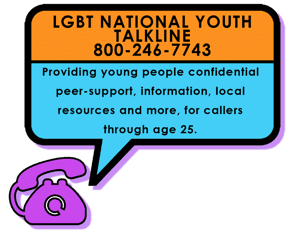 LGBT NATIONAL YOUTH
TALKLINE
800-246-7743
Providing young people confidential
peer-support, information, local
resources and more, for callers
through age 25.